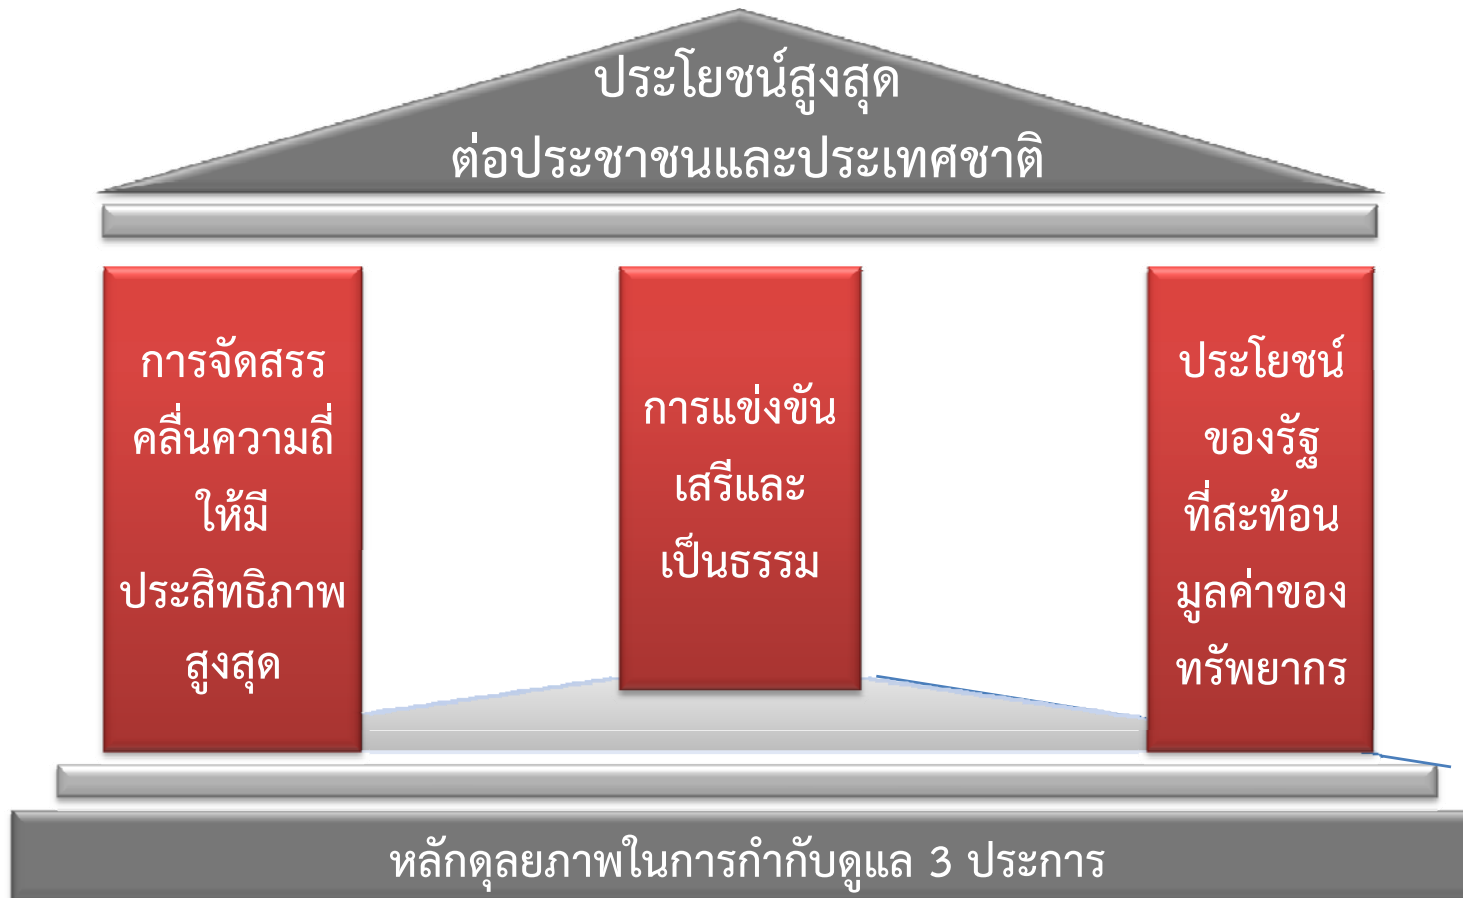 ประโยชน์สูงสุด
ต่อประชาชนและประเทศชาติ
การจัดสรร
คลื่นความถี่
ให้มี
ประสิทธิภาพ
สูงสุด
การแข่งขัน
เสรีและ
เป็นธรรม
ประโยชน์
ของรัฐ
ที่สะท้อน
มูลค่าของ
ทรัพยากร
หลักดุลยภาพในการกำกับดูแล 3 ประการ